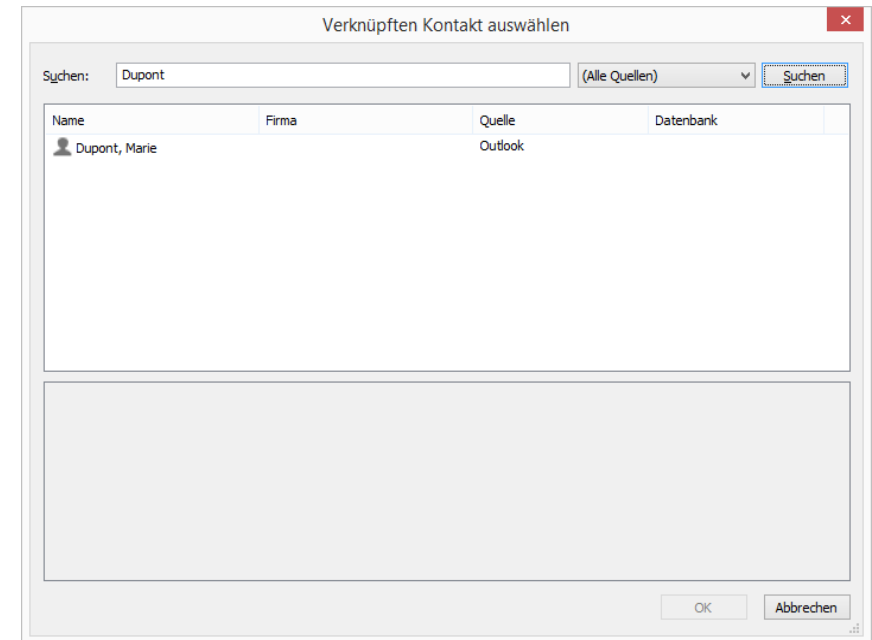 Verknüpften Kontakt auswählen
Suchen: Dupont (Alle Quellen) Suchen
Name Firma Quelle Datenbank
Dupont, Marie Outlook
OK Abbrechen